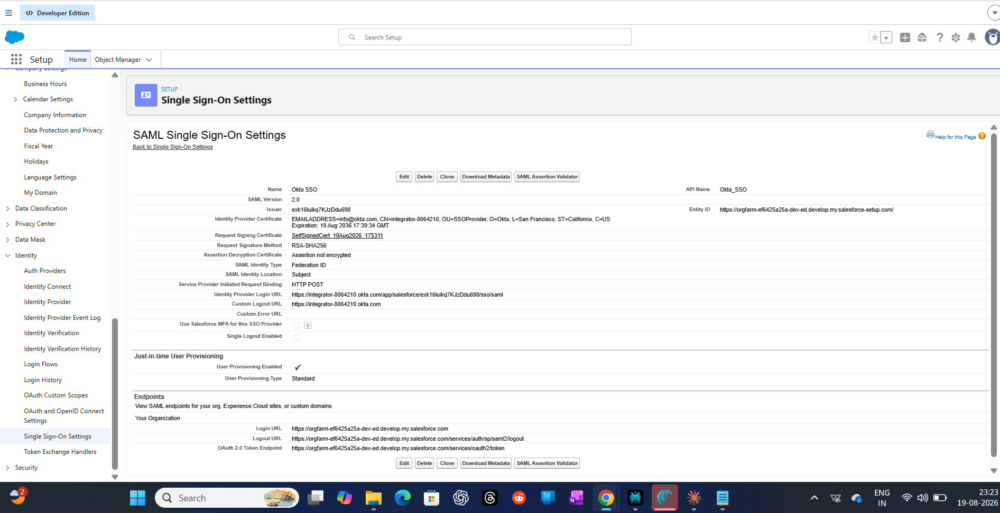 Developer Edition
Search Setup
Setup
Home
Object Manager
Company Settings
Business Hours
Calendar Settings
Company Information
Data Protection and Privacy
Fiscal Year
Holidays
Language Settings
My Domain
Data Classification
Privacy Center
Data Mask
Identity
Auth Providers
Identity Connect
Identity Provider
Identity Provider Event Log
Identity Verification
Identity Verification History
Login Flows
Login History
OAuth Custom Scopes
OAuth and OpenID Connect
Settings
Single Sign-On Settings
Token Exchange Handlers
Security
SETUP
Single Sign-On Settings
SAML Single Sign-On Settings
Back to Single Sign-On Settings
Help for this Page
Edit Delete Clone Download Metadata SAML Assertion Validator
Name Okta SSO API Name Okta_SSO
SAML Version 2.0
Issuer exk16luikq7KJzDdu698 Entity ID https://orgfarm-ef6425a25a-dev-ed.develop.my.salesforce-setup.com/
Identity Provider Certificate EMAILADDRESS=info@okta.com, CN=integrator-8064210, OU=SSOProvider, O=Okta, L=San Francisco, ST=California, C=US
Expiration: 19 Aug 2036 17:39:34 GMT
Request Signing Certificate SelfSignedCert_19Aug2026_175311
Request Signature Method RSA-SHA256
Assertion Decryption Certificate Assertion not encrypted
SAML Identity Type Federation ID
SAML Identity Location Subject
Service Provider Initiated Request Binding HTTP POST
Identity Provider Login URL https://integrator-8064210.okta.com/app/salesforce/exk16luikq7KJzDdu698/sso/saml
Custom Logout URL https://integrator-8064210.okta.com
Custom Error URL
Use Salesforce MFA for this SSO Provider
Single Logout Enabled
Just-in-time User Provisioning
User Provisioning Enabled
User Provisioning Type Standard
Endpoints
View SAML endpoints for your org, Experience Cloud sites, or custom domains.
Your Organization
Login URL https://orgfarm-ef6425a25a-dev-ed.develop.my.salesforce.com
Logout URL https://orgfarm-ef6425a25a-dev-ed.develop.my.salesforce.com/services/auth/sp/saml2/logout
OAuth 2.0 Token Endpoint https://orgfarm-ef6425a25a-dev-ed.develop.my.salesforce.com/services/oauth2/token
Edit Delete Clone Download Metadata SAML Assertion Validator
2
Search
N
ENG
IN
23:23
19-08-2026